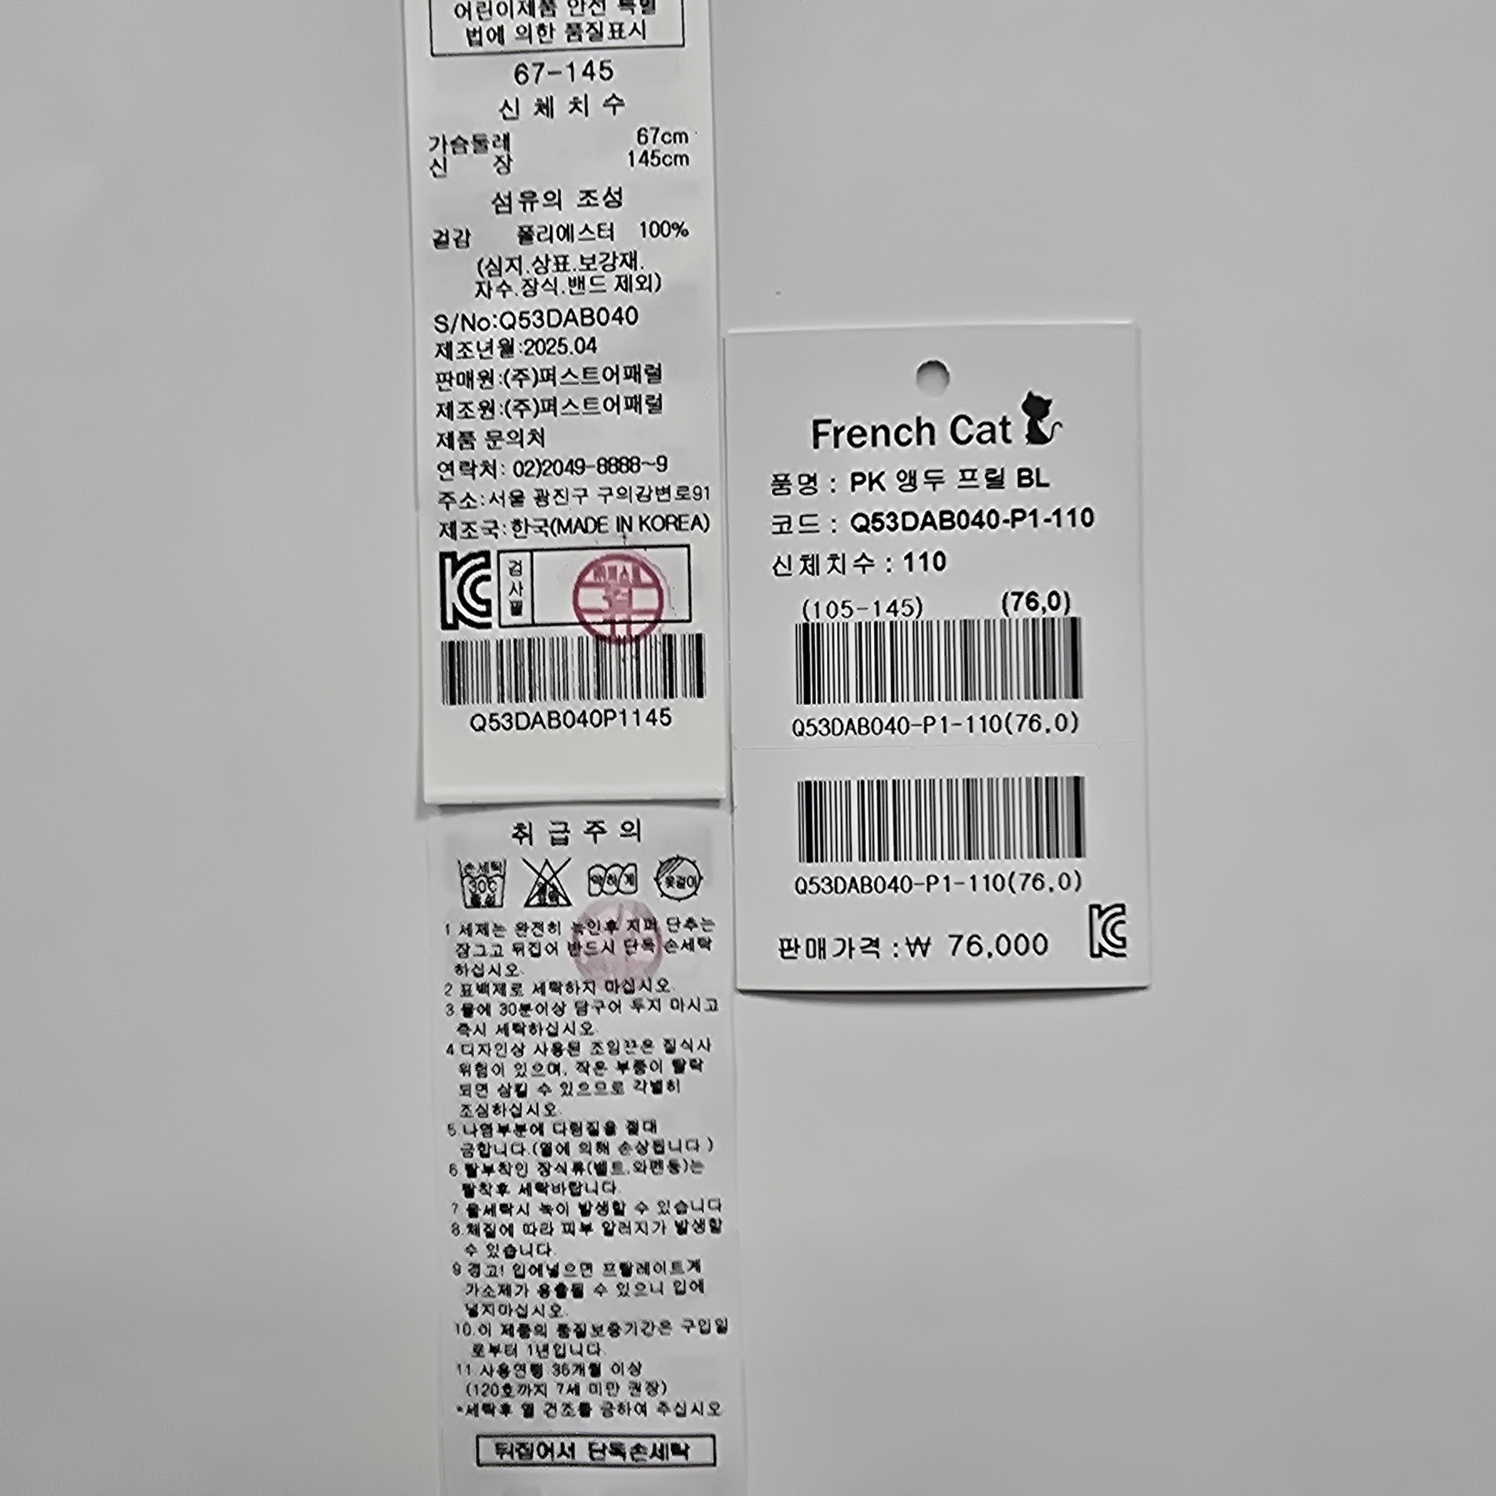 어린이제품 안전 특별
법에 의한 품질표시
67-145
신 체 치 수
가슴둘레 67cm
신 장 145cm
섬유의 조성
겉감 폴리에스터 100%
(심지.상표.보강재.
자수.장식.밴드 제외)
S/No:Q53DAB040
제조년월:2025.04
판매원:(주)퍼스트어패럴
제조원:(주)퍼스트어패럴
제품 문의처
연락처: 02)2049-8888~9
주소:서울 광진구 구의강변로91
제조국:한국(MADE IN KOREA)
KC
검사필
Q53DAB040P1145
취 급 주 의
손세탁
30℃
중성
약하게
옷걸이
1 세제는 완전히 녹인후 지퍼 단추는
잠그고 뒤집어 반드시 단독 손세탁
하십시오.
2 표백제로 세탁하지 마십시오.
3 물에 30분이상 담구어 두지 마시고
즉시 세탁하십시오.
4 디자인상 사용된 조임끈은 질식사
위험이 있으며, 작은 부품이 탈락
되면 삼킬 수 있으므로 각별히
조심하십시오.
5.나염부분에 다림질을 절대
금합니다.(열에 의해 손상됩니다 )
6.탈부착인 장식류(벨트.와펜등)는
탈착후 세탁바랍니다.
7 물세탁시 녹이 발생할 수 있습니다
8.체질에 따라 피부 알러지가 발생할
수 있습니다.
9 경고! 입에넣으면 프탈레이트계
가소제가 용출될 수 있으니 입에
넣지마십시오.
10.이 제품의 품질보증기간은 구입일
로부터 1년입니다.
11 사용연령 36개월 이상
(120호까지 7세 미만 권장)
*세탁후 열 건조를 금하여 주십시오
뒤집어서 단독손세탁
French Cat
품명 : PK 앵두 프릴 BL
코드 : Q53DAB040-P1-110
신체치수 : 110
(105-145) (76,0)
Q53DAB040-P1-110(76,0)
Q53DAB040-P1-110(76,0)
판매가격 :₩ 76,000
KC